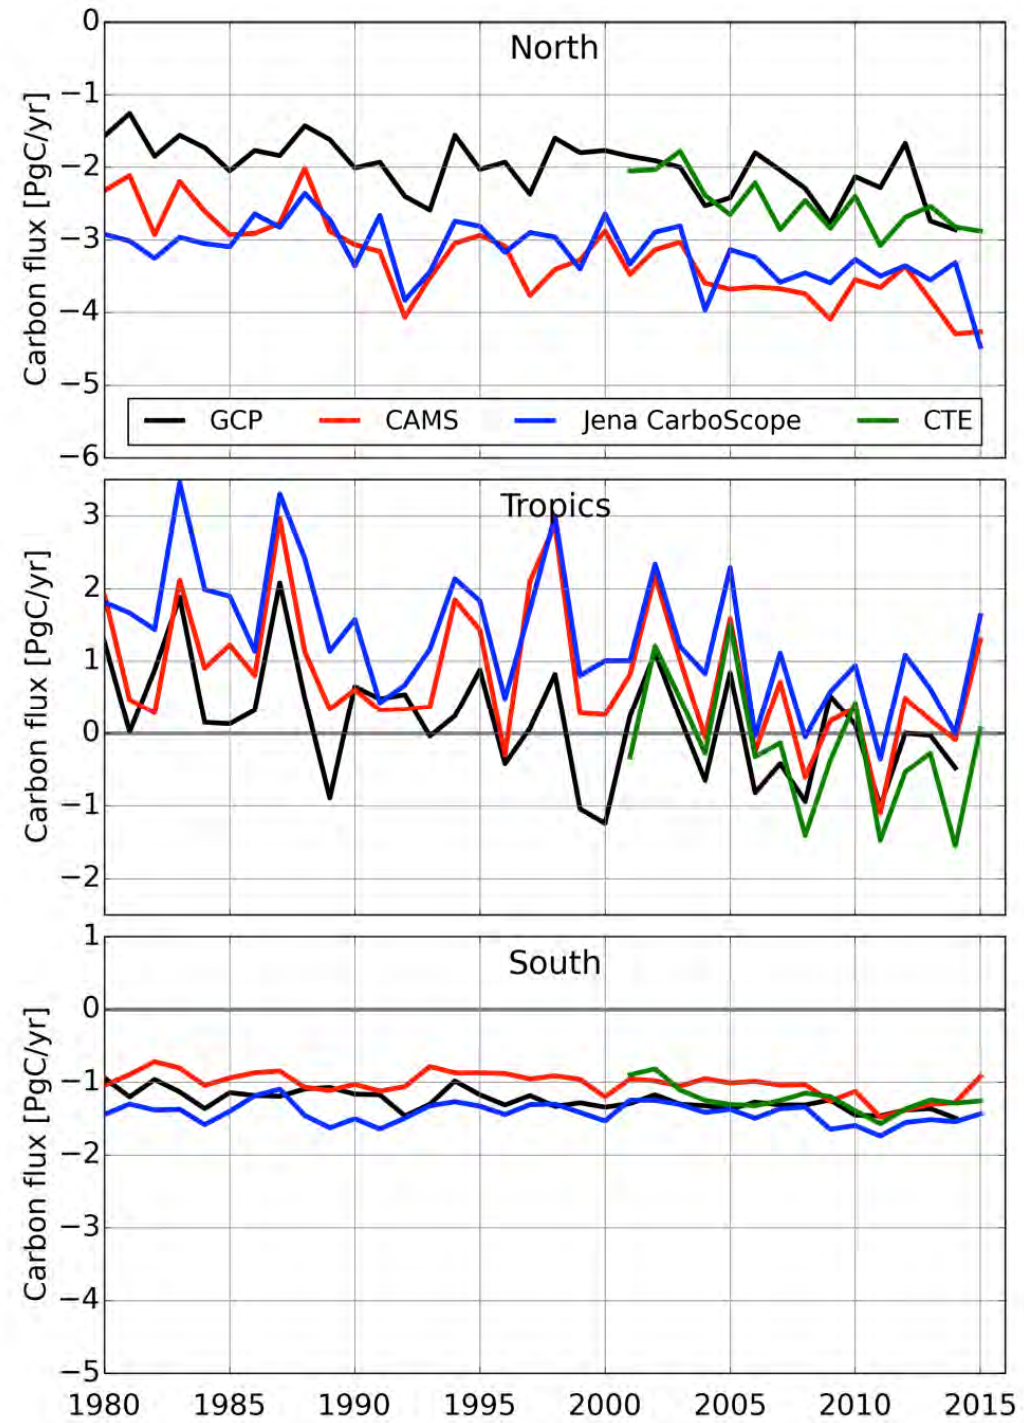 North
Carbon flux [PgC/yr]
0
−1
−2
−3
−4
−5
−6
GCP CAMS Jena CarboScope CTE
Tropics
Carbon flux [PgC/yr]
3
2
1
0
−1
−2
South
Carbon flux [PgC/yr]
1
0
−1
−2
−3
−4
−5
1980 1985 1990 1995 2000 2005 2010 2015